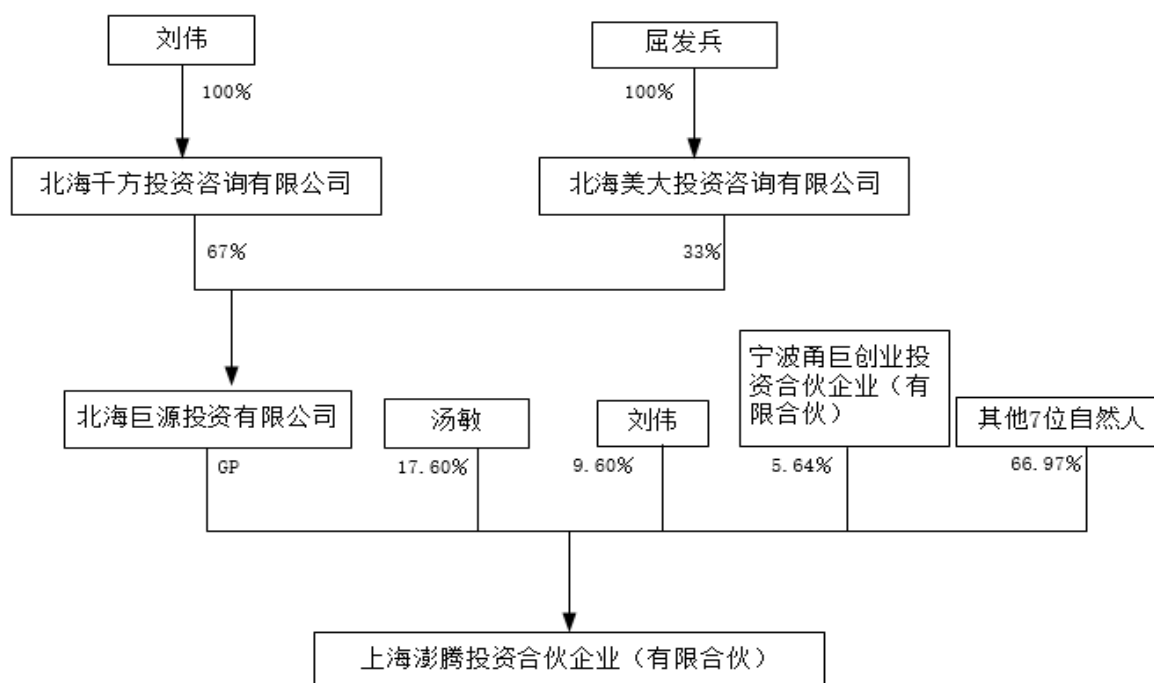 刘伟
屈发兵
100%
100%
北海千方投资咨询有限公司
北海美大投资咨询有限公司
67%
33%
宁波甬巨创业投
资合伙企业（有
限合伙）
北海巨源投资有限公司
汤敏
刘伟
其他7位自然人
GP
17.60%
9.60%
5.64%
66.97%
上海澎腾投资合伙企业（有限合伙）